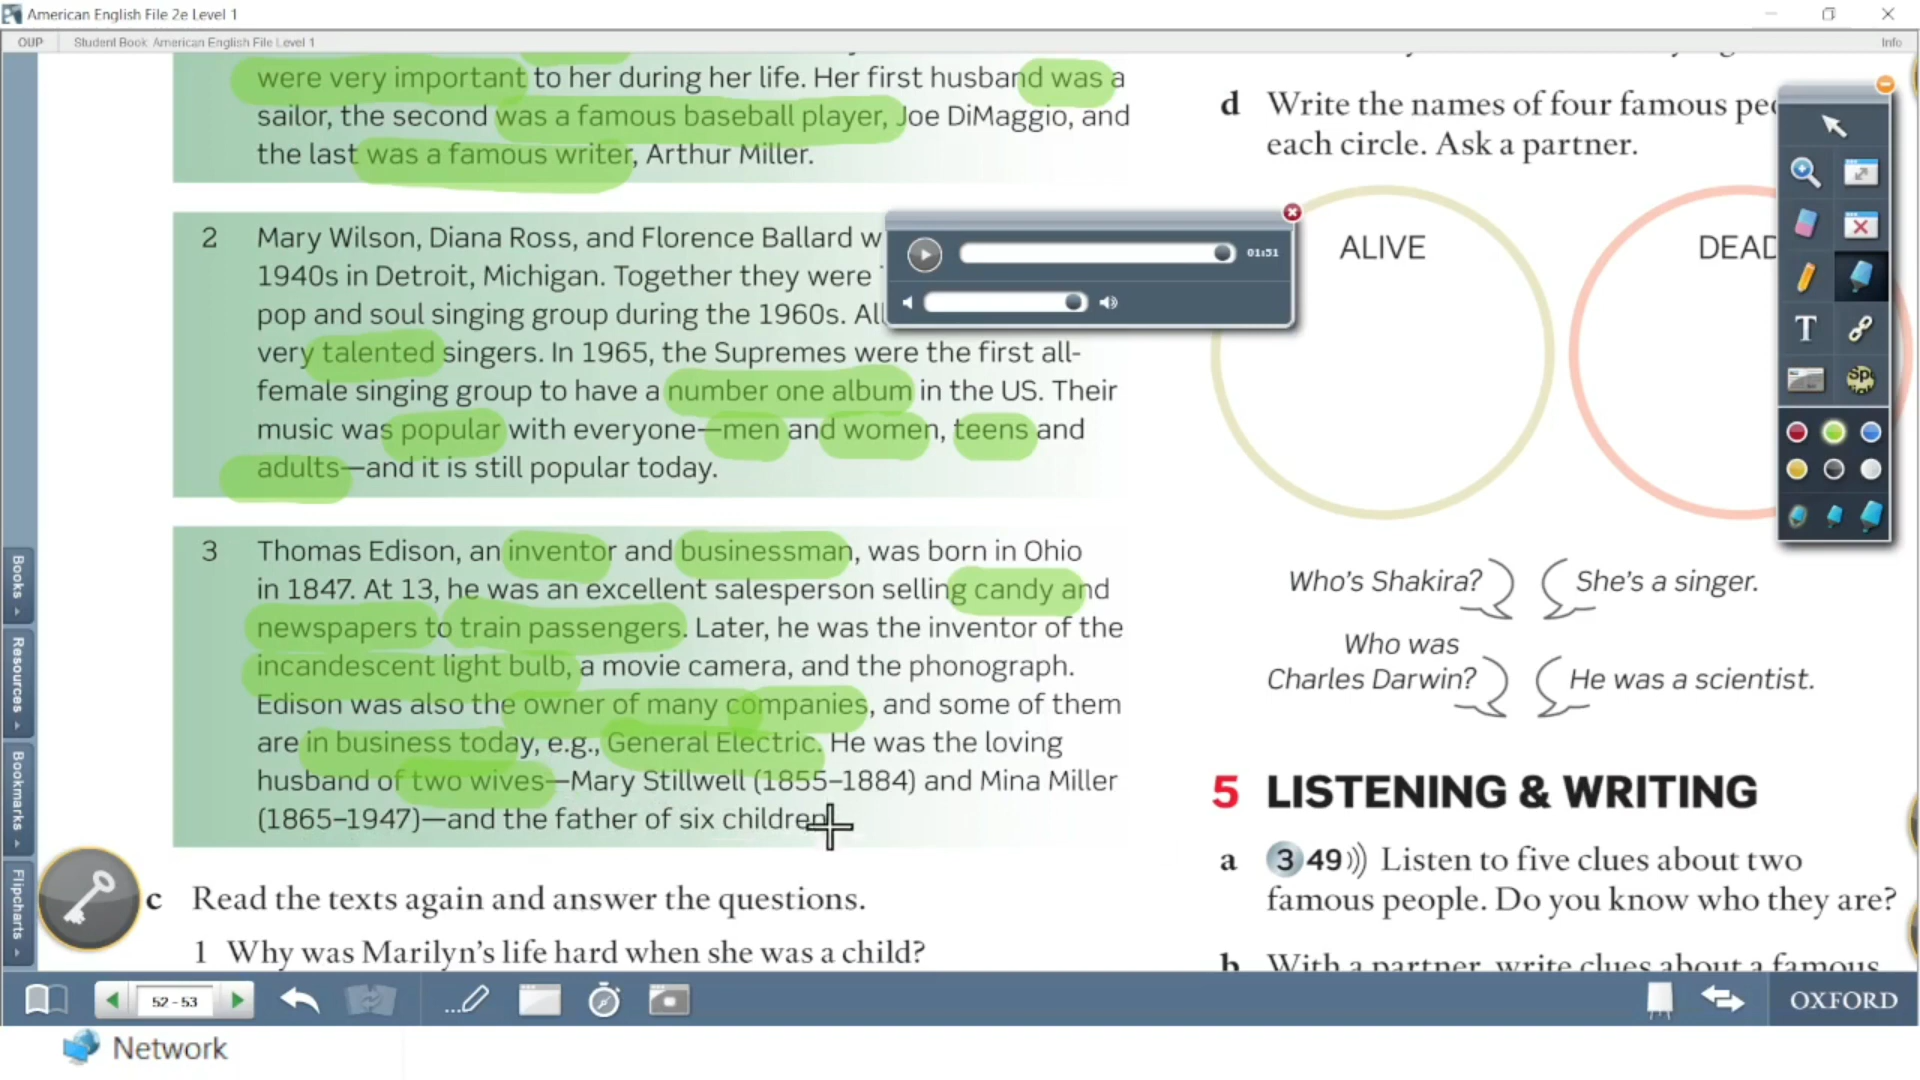 American English File 2e Level 1
OUP
Student Book: American English File Level 1
Info
were very important to her during her life. Her first husband was a
sailor, the second was a famous baseball player, Joe DiMaggio, and
the last was a famous writer, Arthur Miller.
2 Mary Wilson, Diana Ross, and Florence Ballard
1940s in Detroit, Michigan. Together they were
pop and soul singing group during the 1960s.
very talented singers. In 1965, the Supremes were the first all-
female singing group to have a number one album in the US. Their
music was popular with everyone—men and women, teens and
adults—and it is still popular today.
3 Thomas Edison, an inventor and businessman, was born in Ohio
in 1847. At 13, he was an excellent salesperson selling candy and
newspapers to train passengers. Later, he was the inventor of the
incandescent light bulb, a movie camera, and the phonograph.
Edison was also the owner of many companies, and some of them
are in business today, e.g., General Electric. He was the loving
husband of two wives—Mary Stillwell (1855–1884) and Mina Miller
(1865–1947)—and the father of six children
c Read the texts again and answer the questions.
1 Why was Marilyn's life hard when she was a child?
01:51
d Write the names of four famous
each circle. Ask a partner.
ALIVE
DEAD
Who's Shakira?
She's a singer.
Who was
Charles Darwin?
He was a scientist.
5 LISTENING & WRITING
a 3 49 Listen to five clues about two
famous people. Do you know who they are?
b With a partner, write clues about a famous
T
Books
Resources
Bookmarks
Flipcharts
52 - 53
OXFORD
Network